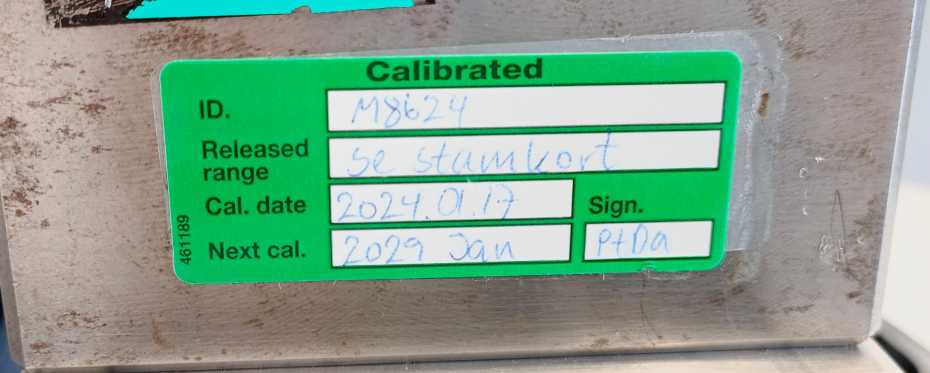 Calibrated
ID. M8624
Released range se stamkort
Cal. date 2024.01.17 Sign.
Next cal. 2029 Jan PtDa
461189